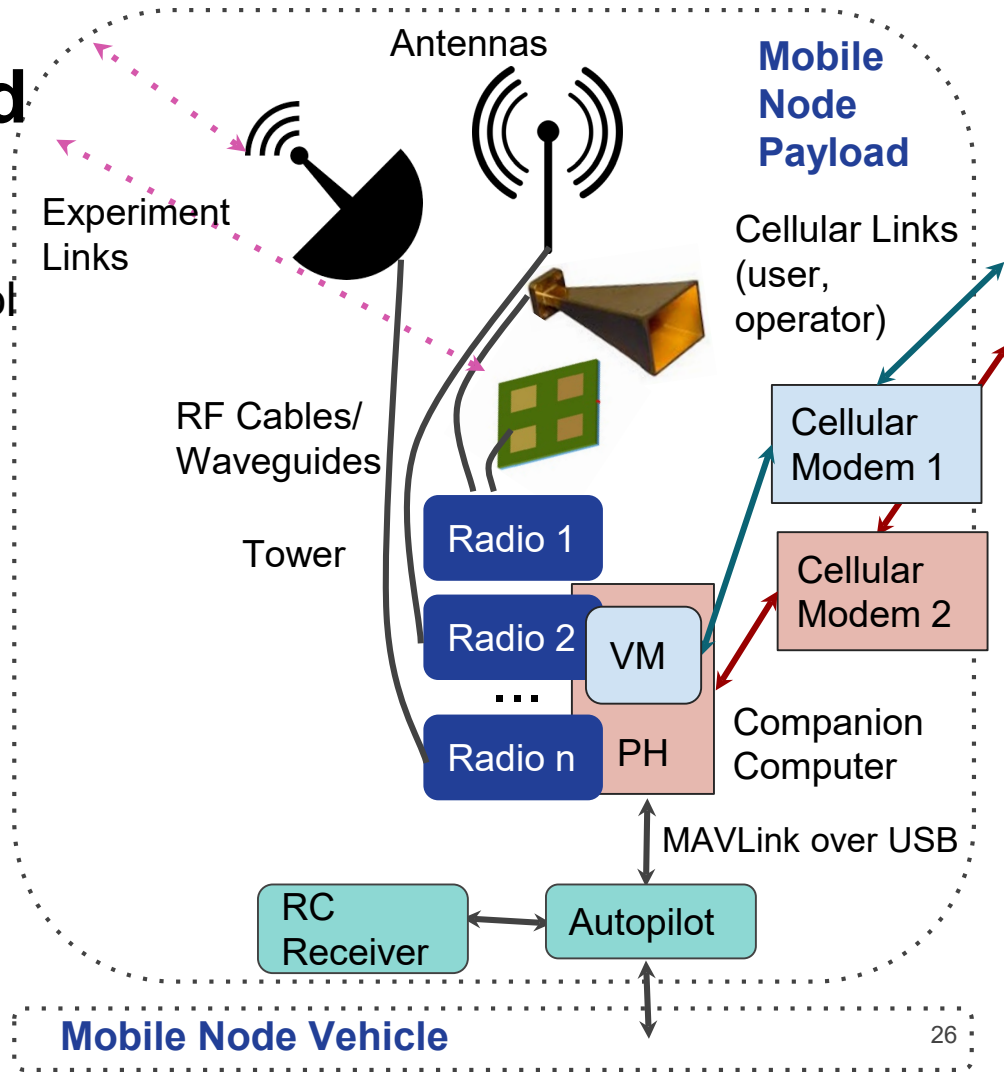 Antennas
Mobile
Node
Payload
d
Experiment
Links
ol
Cellular Links
(user,
operator)
RF Cables/
Waveguides
Cellular
Modem 1
Tower
Radio 1
Cellular
Modem 2
Radio 2
VM
...
Radio n
PH
Companion
Computer
MAVLink over USB
RC
Receiver
Autopilot
Mobile Node Vehicle
26